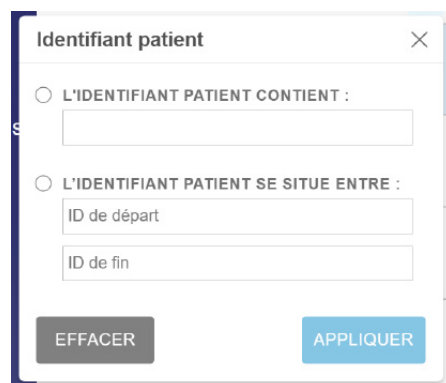 Identifiant patient
L'IDENTIFIANT PATIENT CONTIENT :
S
L'IDENTIFIANT PATIENT SE SITUE ENTRE :
ID de départ
ID de fin
EFFACER
APPLIQUER